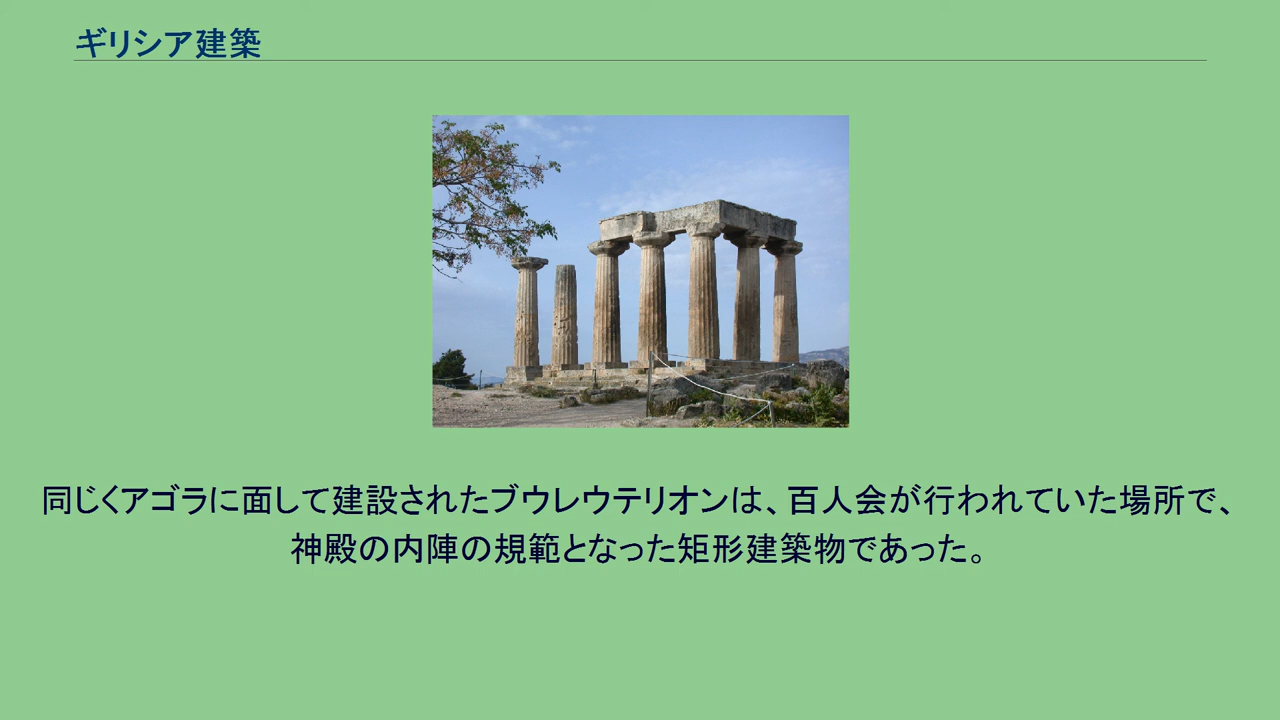 ギリシア建築
同じくアゴラに面して建設されたブウレウテリオンは、百人会が行われていた場所で、
神殿の内陣の規範となった矩形建築物であった。